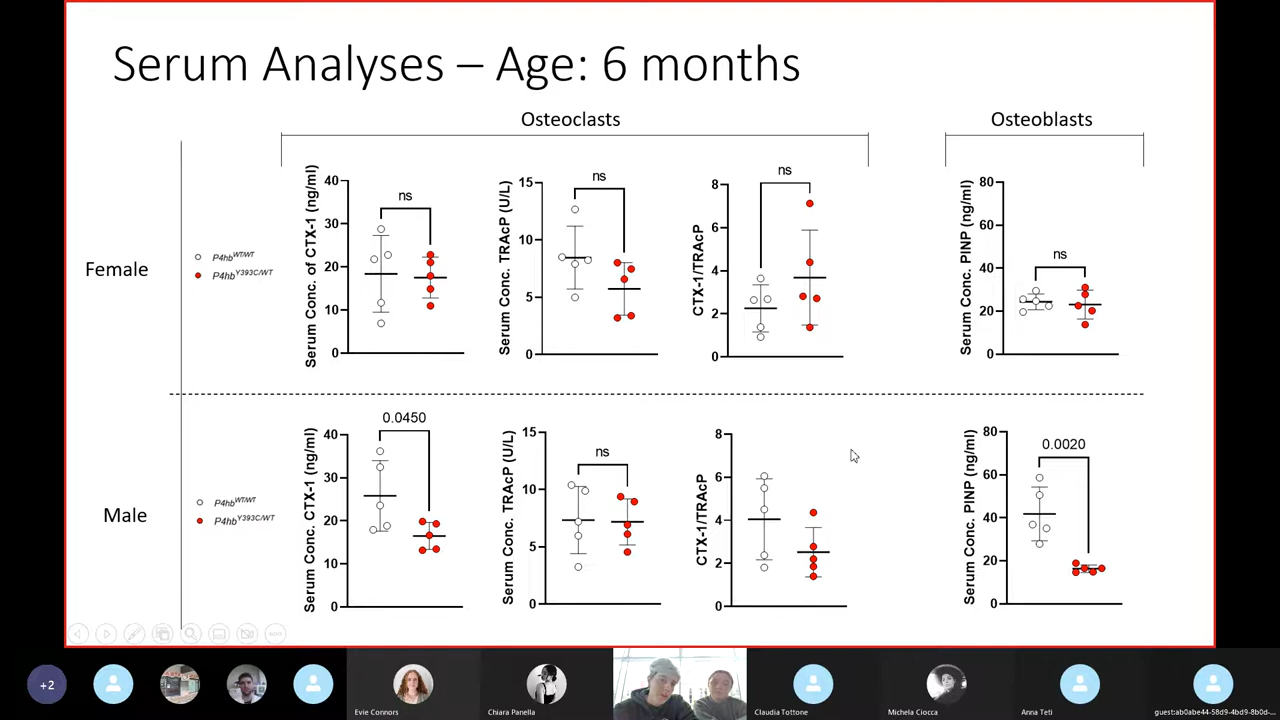 Serum Analyses – Age: 6 months
Osteoclasts
Osteoblasts
Female
P4hb^WT/WT
P4hb^Y393C/WT
Serum Conc. of CTX-1 (ng/ml)
40
30
20
10
0
ns
Serum Conc. TRAcP (U/L)
15
10
5
0
ns
CTX-1/TRAcP
8
6
4
2
0
ns
Serum Conc. PINP (ng/ml)
80
60
40
20
0
ns
Male
P4hb^WT/WT
P4hb^Y393C/WT
Serum Conc. CTX-1 (ng/ml)
40
30
20
10
0
0.0450
Serum Conc. TRAcP (U/L)
15
10
5
0
ns
CTX-1/TRAcP
8
6
4
2
0
Serum Conc. PINP (ng/ml)
80
60
40
20
0
0.0020
+2
Evie Connors
Chiara Panella
Claudia Tottone
Michela Ciocca
Anna Teti
guest:ab0abe44-58d9-4bd9-8b0d-...